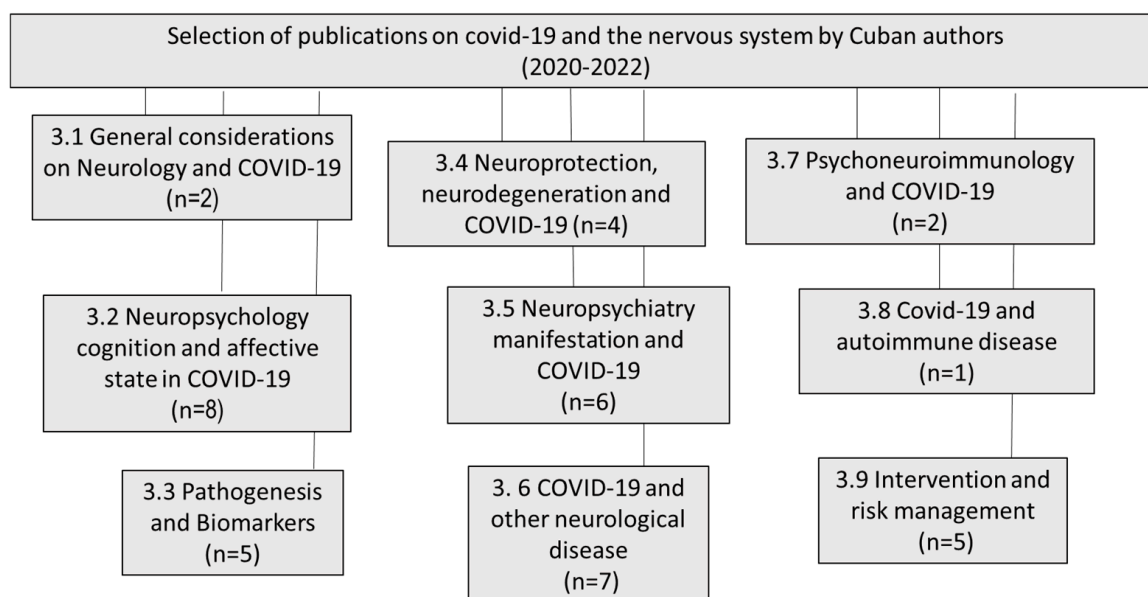 Selection of publications on covid-19 and the nervous system by Cuban authors
(2020-2022)
3.1 General considerations
on Neurology and COVID-19
(n=2)
3.2 Neuropsychology
cognition and affective
state in COVID-19
(n=8)
3.3 Pathogenesis
and Biomarkers
(n=5)
3.4 Neuroprotection,
neurodegeneration and
COVID-19 (n=4)
3.5 Neuropsychiatry
manifestation and
COVID-19
(n=6)
3. 6 COVID-19 and
other neurological
disease
(n=7)
3.7 Psychoneuroimmunology
and COVID-19
(n=2)
3.8 Covid-19 and
autoimmune disease
(n=1)
3.9 Intervention and
risk management
(n=5)